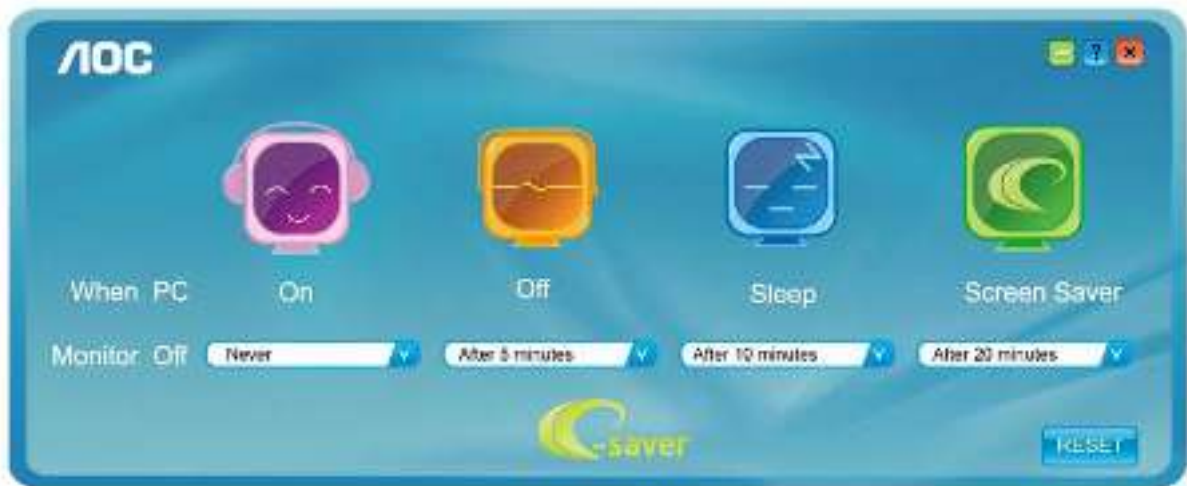 AOC
?
When PC On Off Sleep Screen Saver
Monitor Off Never After 5 minutes After 10 minutes After 20 minutes
e-saver
RESET